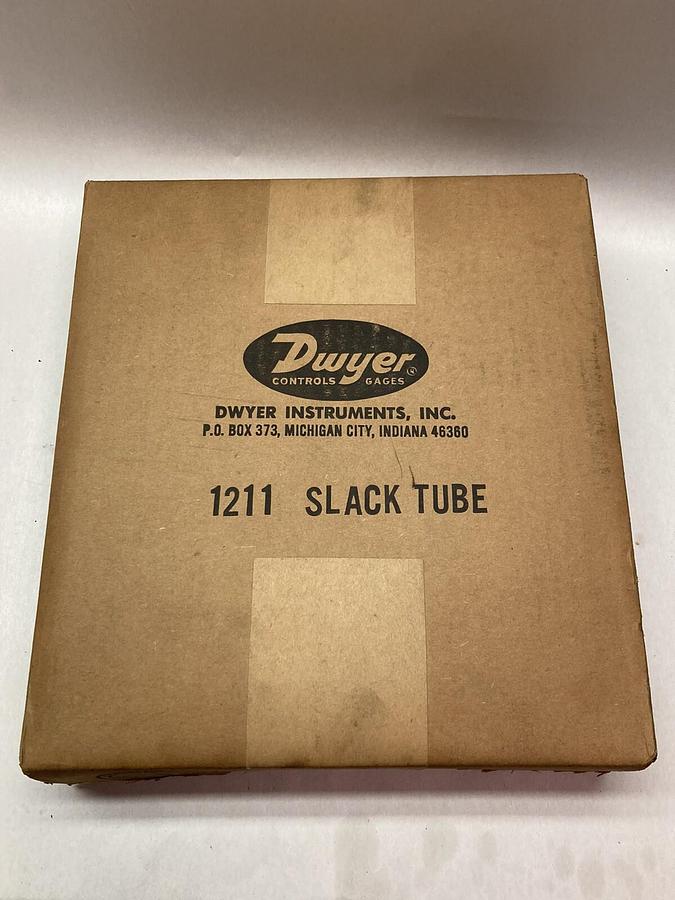 Dwyer®
CONTROLS GAGES
DWYER INSTRUMENTS, INC.
P.O. BOX 373, MICHIGAN CITY, INDIANA 46360
1211 SLACK TUBE